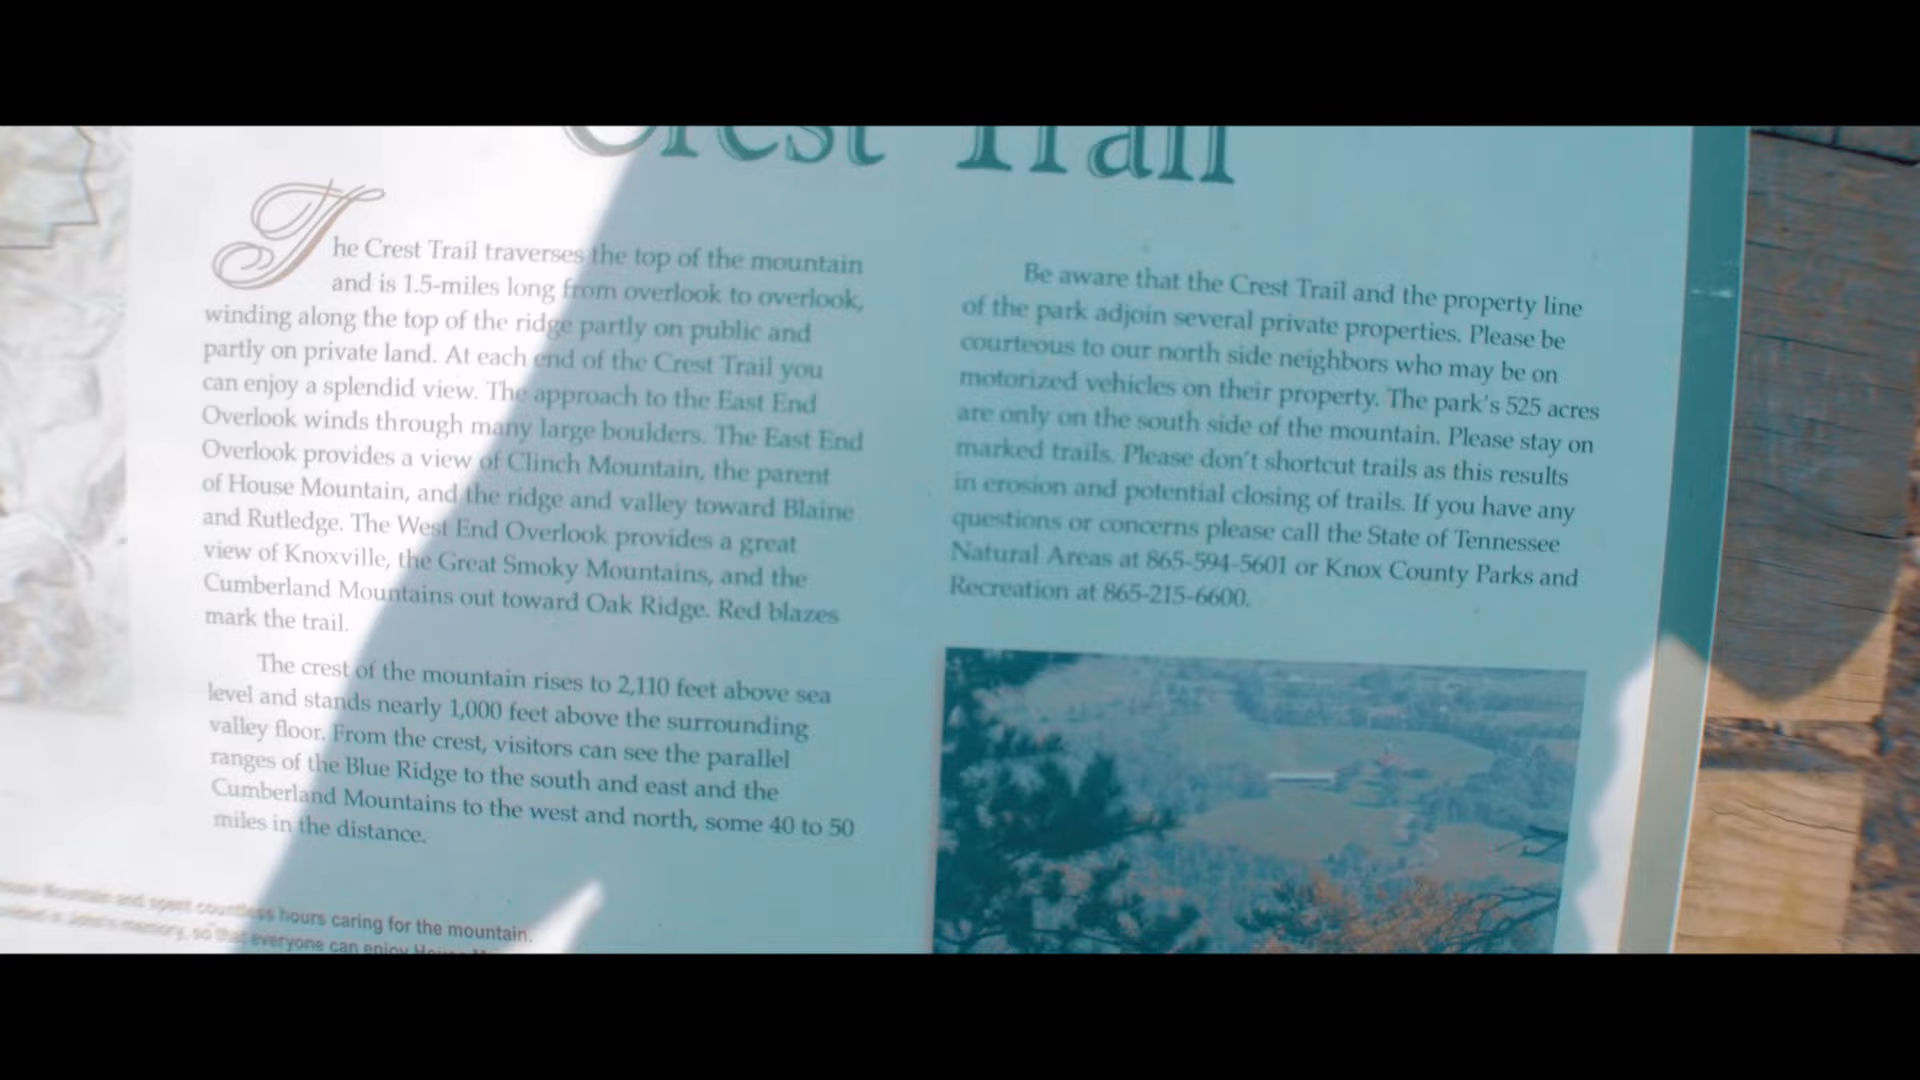 Crest Trail
The Crest Trail traverses the top of the mountain
and is 1.5-miles long from overlook to overlook,
winding along the top of the ridge partly on public and
partly on private land. At each end of the Crest Trail you
can enjoy a splendid view. The approach to the East End
Overlook winds through many large boulders. The East End
Overlook provides a view of Clinch Mountain, the parent
of House Mountain, and the ridge and valley toward Blaine
and Rutledge. The West End Overlook provides a great
view of Knoxville, the Great Smoky Mountains, and the
Cumberland Mountains out toward Oak Ridge. Red blazes
mark the trail.
The crest of the mountain rises to 2,110 feet above sea
level and stands nearly 1,000 feet above the surrounding
valley floor. From the crest, visitors can see the parallel
ranges of the Blue Ridge to the south and east and the
Cumberland Mountains to the west and north, some 40 to 50
miles in the distance.
Be aware that the Crest Trail and the property line
of the park adjoin several private properties. Please be
courteous to our north side neighbors who may be on
motorized vehicles on their property. The park's 525 acres
are only on the south side of the mountain. Please stay on
marked trails. Please don't shortcut trails as this results
in erosion and potential closing of trails. If you have any
questions or concerns please call the State of Tennessee
Natural Areas at 865-594-5601 or Knox County Parks and
Recreation at 865-215-6600.
Mountain and spent countless hours caring for the mountain.
memory, so that everyone can enjoy